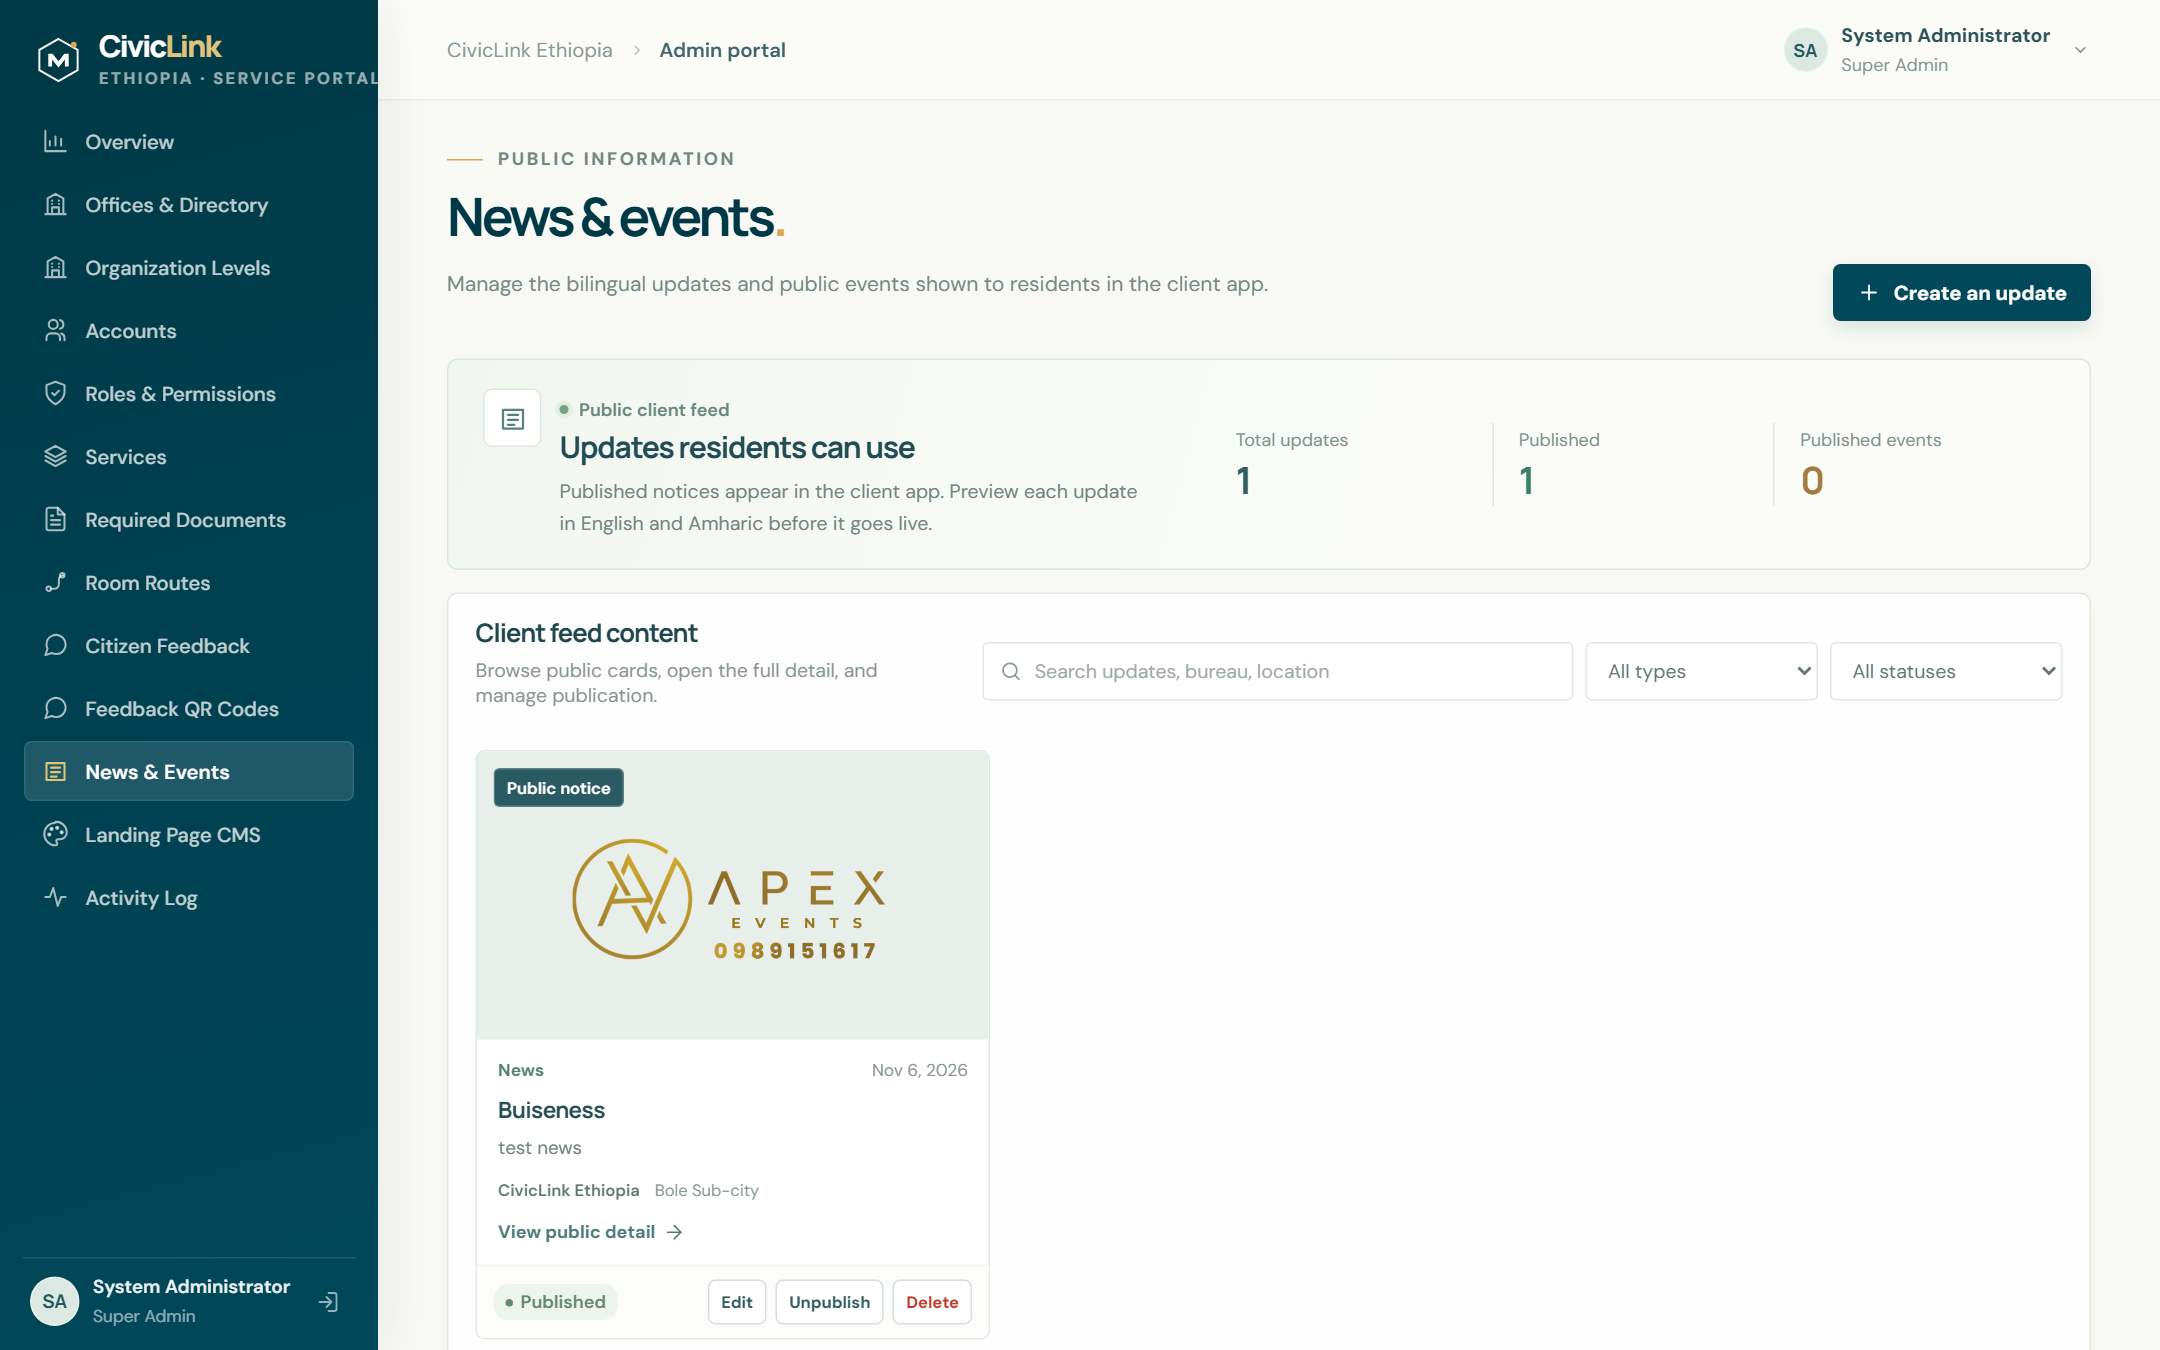 CivicLink
ETHIOPIA · SERVICE PORTAL
Overview
Offices & Directory
Organization Levels
Accounts
Roles & Permissions
Services
Required Documents
Room Routes
Citizen Feedback
Feedback QR Codes
News & Events
Landing Page CMS
Activity Log
SA
System Administrator
Super Admin
CivicLink Ethiopia
Admin portal
SA
System Administrator
Super Admin
PUBLIC INFORMATION
News & events.
Manage the bilingual updates and public events shown to residents in the client app.
Create an update
Public client feed
Updates residents can use
Published notices appear in the client app. Preview each update
in English and Amharic before it goes live.
Total updates
1
Published
1
Published events
0
Client feed content
Browse public cards, open the full detail, and
manage publication.
Search updates, bureau, location
All types
All statuses
Public notice
APEX
EVENTS
0989151617
News
Nov 6, 2026
Buiseness
test news
CivicLink Ethiopia Bole Sub-city
View public detail
Published
Edit
Unpublish
Delete